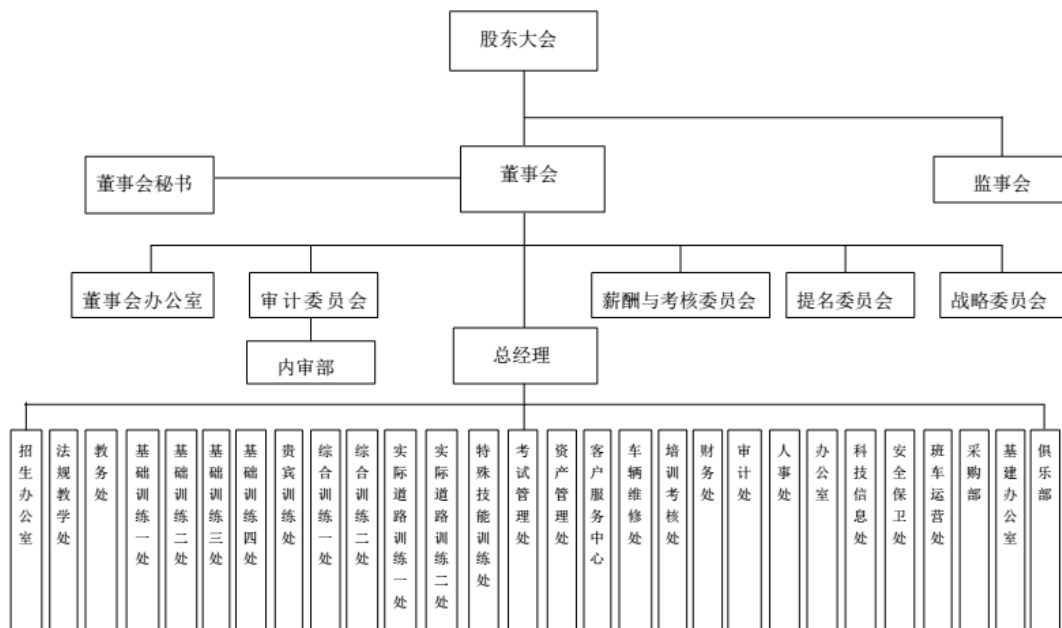 股东大会
董事会秘书
董事会
监事会
董事会办公室
审计委员会
薪酬与考核委员会
提名委员会
战略委员会
内审部
总经理
招生办公室
法规教学处
教务处
基础训练一处
基础训练二处
基础训练三处
基础训练四处
贵宾训练处
综合训练一处
综合训练二处
实际道路训练一处
实际道路训练二处
特殊技能训练处
考试管理处
资产管理处
客户服务中心
车辆维修处
培训考核处
财务处
审计处
人事处
办公室
科技信息处
安全保卫处
班车运营处
采购部
基建办公室
俱乐部